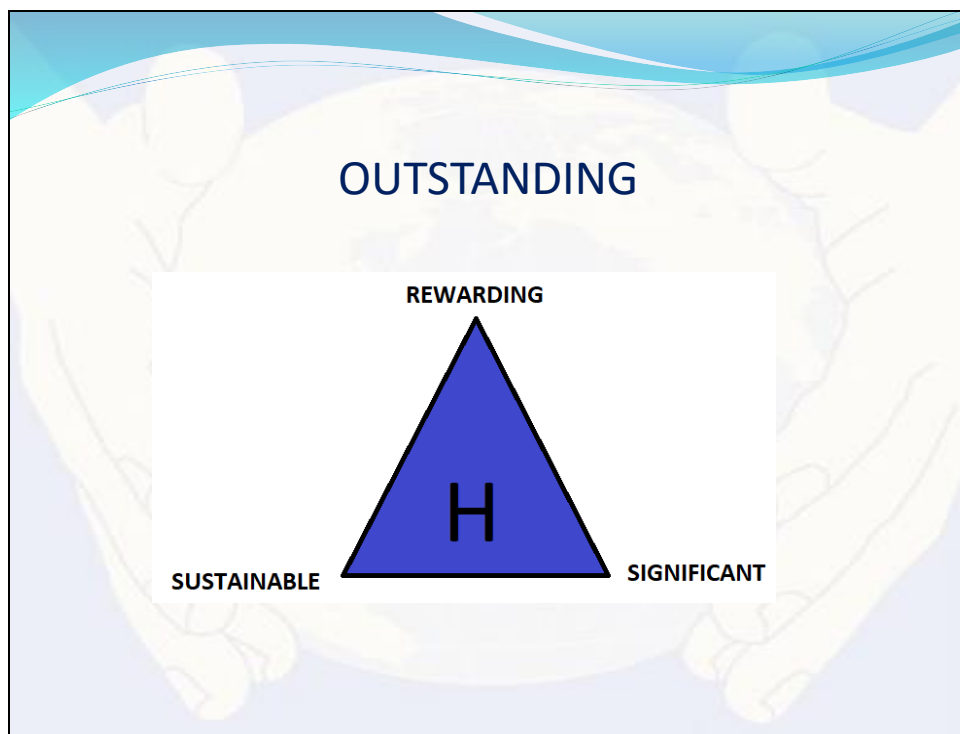 OUTSTANDING
REWARDING
H
SUSTAINABLE
SIGNIFICANT